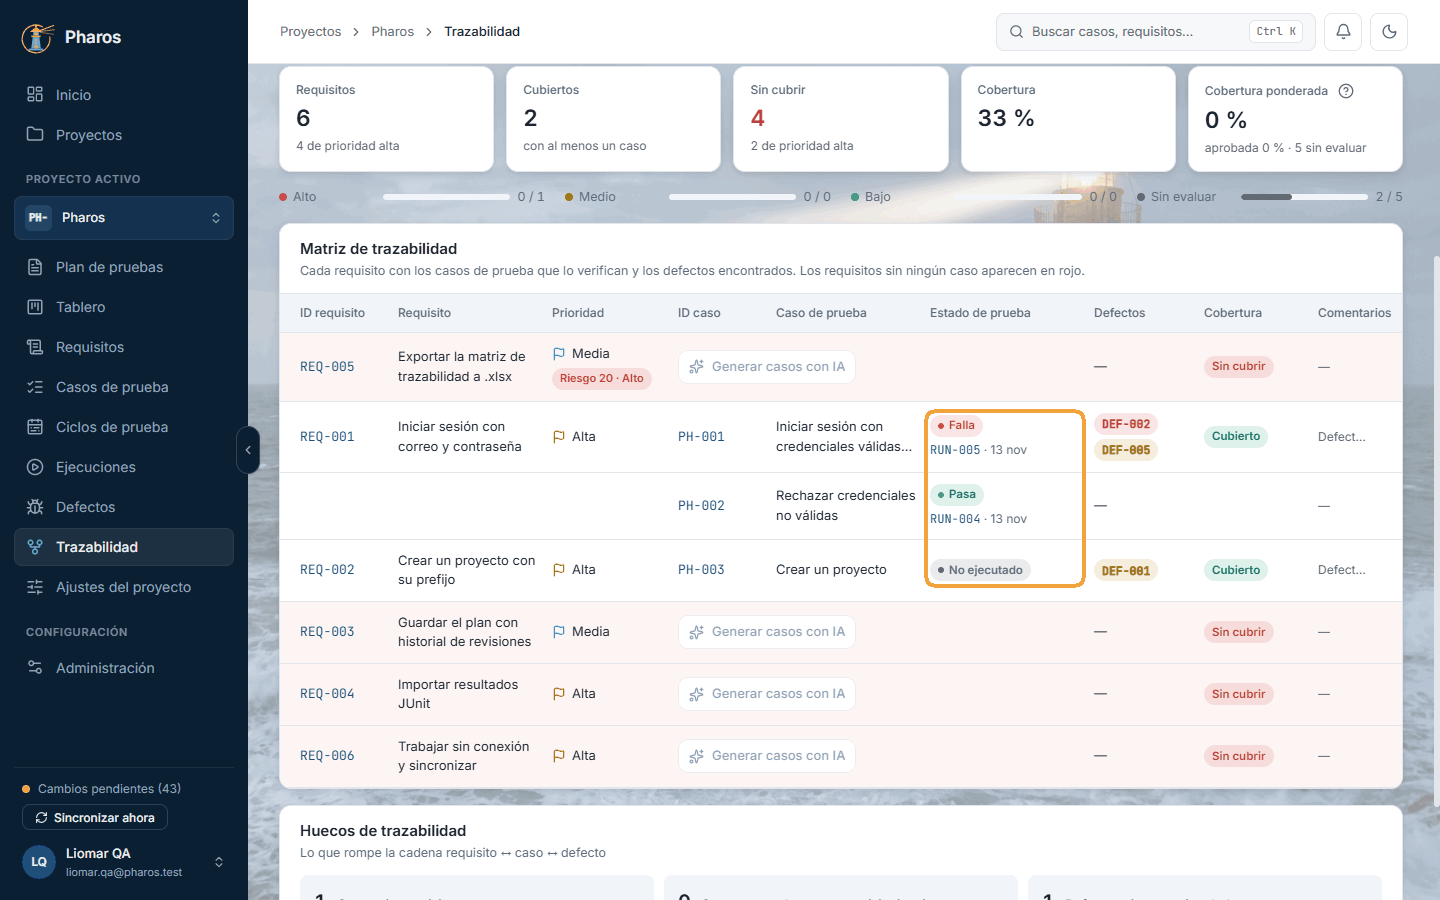 Pharos
Inicio
Proyectos
PROYECTO ACTIVO
PH- Pharos
Plan de pruebas
Tablero
Requisitos
Casos de prueba
Ciclos de prueba
Ejecuciones
Defectos
Trazabilidad
Ajustes del proyecto
CONFIGURACIÓN
Administración
Cambios pendientes (43)
Sincronizar ahora
LQ
Liomar QA
liomar.qa@pharos.test
Proyectos > Pharos > Trazabilidad
Buscar casos, requisitos... Ctrl K
Requisitos
6
4 de prioridad alta
Cubiertos
2
con al menos un caso
Sin cubrir
4
2 de prioridad alta
Cobertura
33 %
Cobertura ponderada ?
0 %
aprobada 0 % · 5 sin evaluar
Alto 0 / 1
Medio 0 / 0
Bajo 0 / 0
Sin evaluar 2 / 5
Matriz de trazabilidad
Cada requisito con los casos de prueba que lo verifican y los defectos encontrados. Los requisitos sin ningún caso aparecen en rojo.
ID requisito Requisito Prioridad ID caso Caso de prueba Estado de prueba Defectos Cobertura Comentarios
REQ-005
Exportar la matriz de
trazabilidad a .xlsx
Media
Riesgo 20 · Alto
Generar casos con IA
—
Sin cubrir
—
REQ-001
Iniciar sesión con
correo y contraseña
Alta
PH-001
Iniciar sesión con
credenciales válidas...
Falla
RUN-005 · 13 nov
DEF-002
DEF-005
Cubierto
Defect...
PH-002
Rechazar credenciales
no válidas
Pasa
RUN-004 · 13 nov
—
—
REQ-002
Crear un proyecto con
su prefijo
Alta
PH-003
Crear un proyecto
No ejecutado
DEF-001
Cubierto
Defect...
REQ-003
Guardar el plan con
historial de revisiones
Media
Generar casos con IA
—
Sin cubrir
—
REQ-004
Importar resultados
JUnit
Alta
Generar casos con IA
—
Sin cubrir
—
REQ-006
Trabajar sin conexión
y sincronizar
Alta
Generar casos con IA
—
Sin cubrir
—
Huecos de trazabilidad
Lo que rompe la cadena requisito ↔ caso ↔ defecto